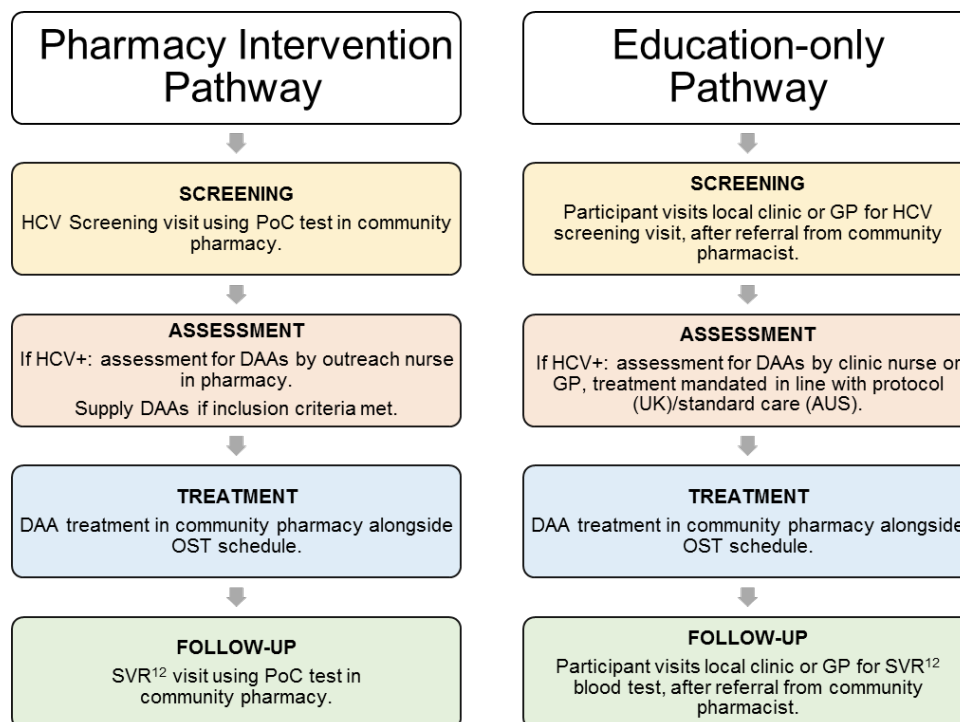 Pharmacy Intervention
Pathway
SCREENING
HCV Screening visit using PoC test in community
pharmacy.
ASSESSMENT
If HCV+: assessment for DAAs by outreach nurse
in pharmacy.
Supply DAAs if inclusion criteria met.
TREATMENT
DAA treatment in community pharmacy alongside
OST schedule.
FOLLOW-UP
SVR¹² visit using PoC test in
community pharmacy.
Education-only
Pathway
SCREENING
Participant visits local clinic or GP for HCV
screening visit, after referral from community
pharmacist.
ASSESSMENT
If HCV+: assessment for DAAs by clinic nurse or
GP, treatment mandated in line with protocol
(UK)/standard care (AUS).
TREATMENT
DAA treatment in community pharmacy alongside
OST schedule.
FOLLOW-UP
Participant visits local clinic or GP for SVR¹²
blood test, after referral from community
pharmacist.